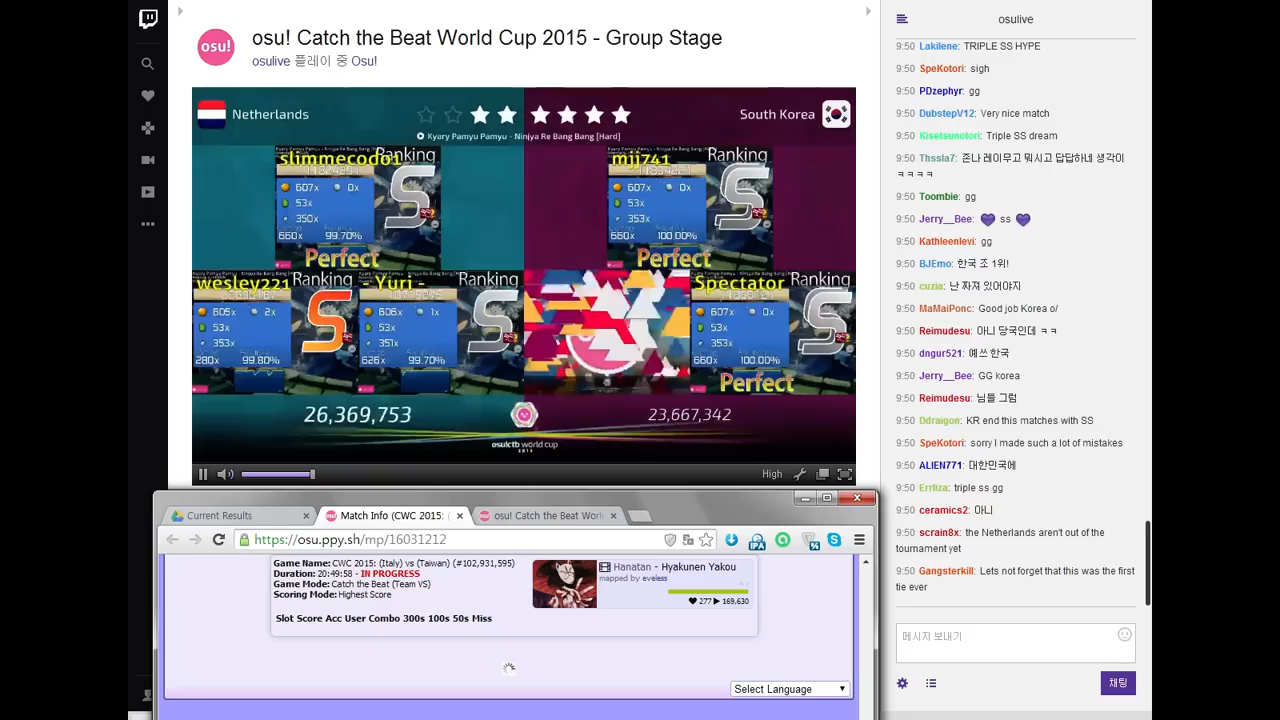 osu! Catch the Beat World Cup 2015 - Group Stage
osu!
osulive 플레이 중 Osu!
Netherlands
South Korea
Kyary Pamyu Pamyu - Ninjya Re Bang Bang [Hard]
slimmecodo1
Ranking
607x 0x
53x
350x
660x 99.70%
S
Perfect
mjj741
Ranking
607x 0x
53x
350x
660x 100.00%
S
Perfect
wesley221
Ranking
605x 2x
53x
353x
280x 99.80%
S
- Yuri -
Ranking
606x 1x
53x
351x
626x 99.70%
S
Spectator
Ranking
607x 0x
53x
350x
660x 100.00%
S
Perfect
26,369,753
23,667,342
osu!ctb world cup
2015
High
Current Results
Match Info (CWC 2015: (
osu! Catch the Beat Worl
https://osu.ppy.sh/mp/16031212
IPA
Game Name: CWC 2015: (Italy) vs (Taiwan) (#102,931,595)
Duration: 20:49:58 - IN PROGRESS
Game Mode: Catch the Beat (Team VS)
Scoring Mode: Highest Score
Hanatan - Hyakunen Yakou
mapped by eveless
277 169,630
Slot Score Acc User Combo 300s 100s 50s Miss
Select Language
osulive
9:50 Lakilene: TRIPLE SS HYPE
9:50 SpeKotori: sigh
9:50 PDzephyr: gg
9:50 DubstepV12: Very nice match
9:50 Kisetsunotori: Triple SS dream
9:50 Thssla7: 존나 레이무고 뭐시고 답답하네 생각이
ㅋㅋㅋㅋ
9:50 Toombie: gg
9:50 Jerry__Bee: ss
9:50 Kathleenlevi: gg
9:50 BJEmo: 한국 조 1위!
9:50 cuzia: 난 짜져 있어야지
9:50 MaMaiPonc: Good job Korea o/
9:50 Reimudesu: 아니 당국인데 ㅋㅋ
9:50 dngur521: 예쓰 한국
9:50 Jerry__Bee: GG korea
9:50 Reimudesu: 님들 그럼
9:50 Ddraigon: KR end this matches with SS
9:50 SpeKotori: sorry I made such a lot of mistakes
9:50 ALIEN771: 대한민국에
9:50 Errliza: triple ss gg
9:50 ceramics2: 아니
9:50 scrain8x: the Netherlands aren't out of the
tournament yet
9:50 Gangsterkill: Lets not forget that this was the first
tie ever
메시지 보내기
채팅